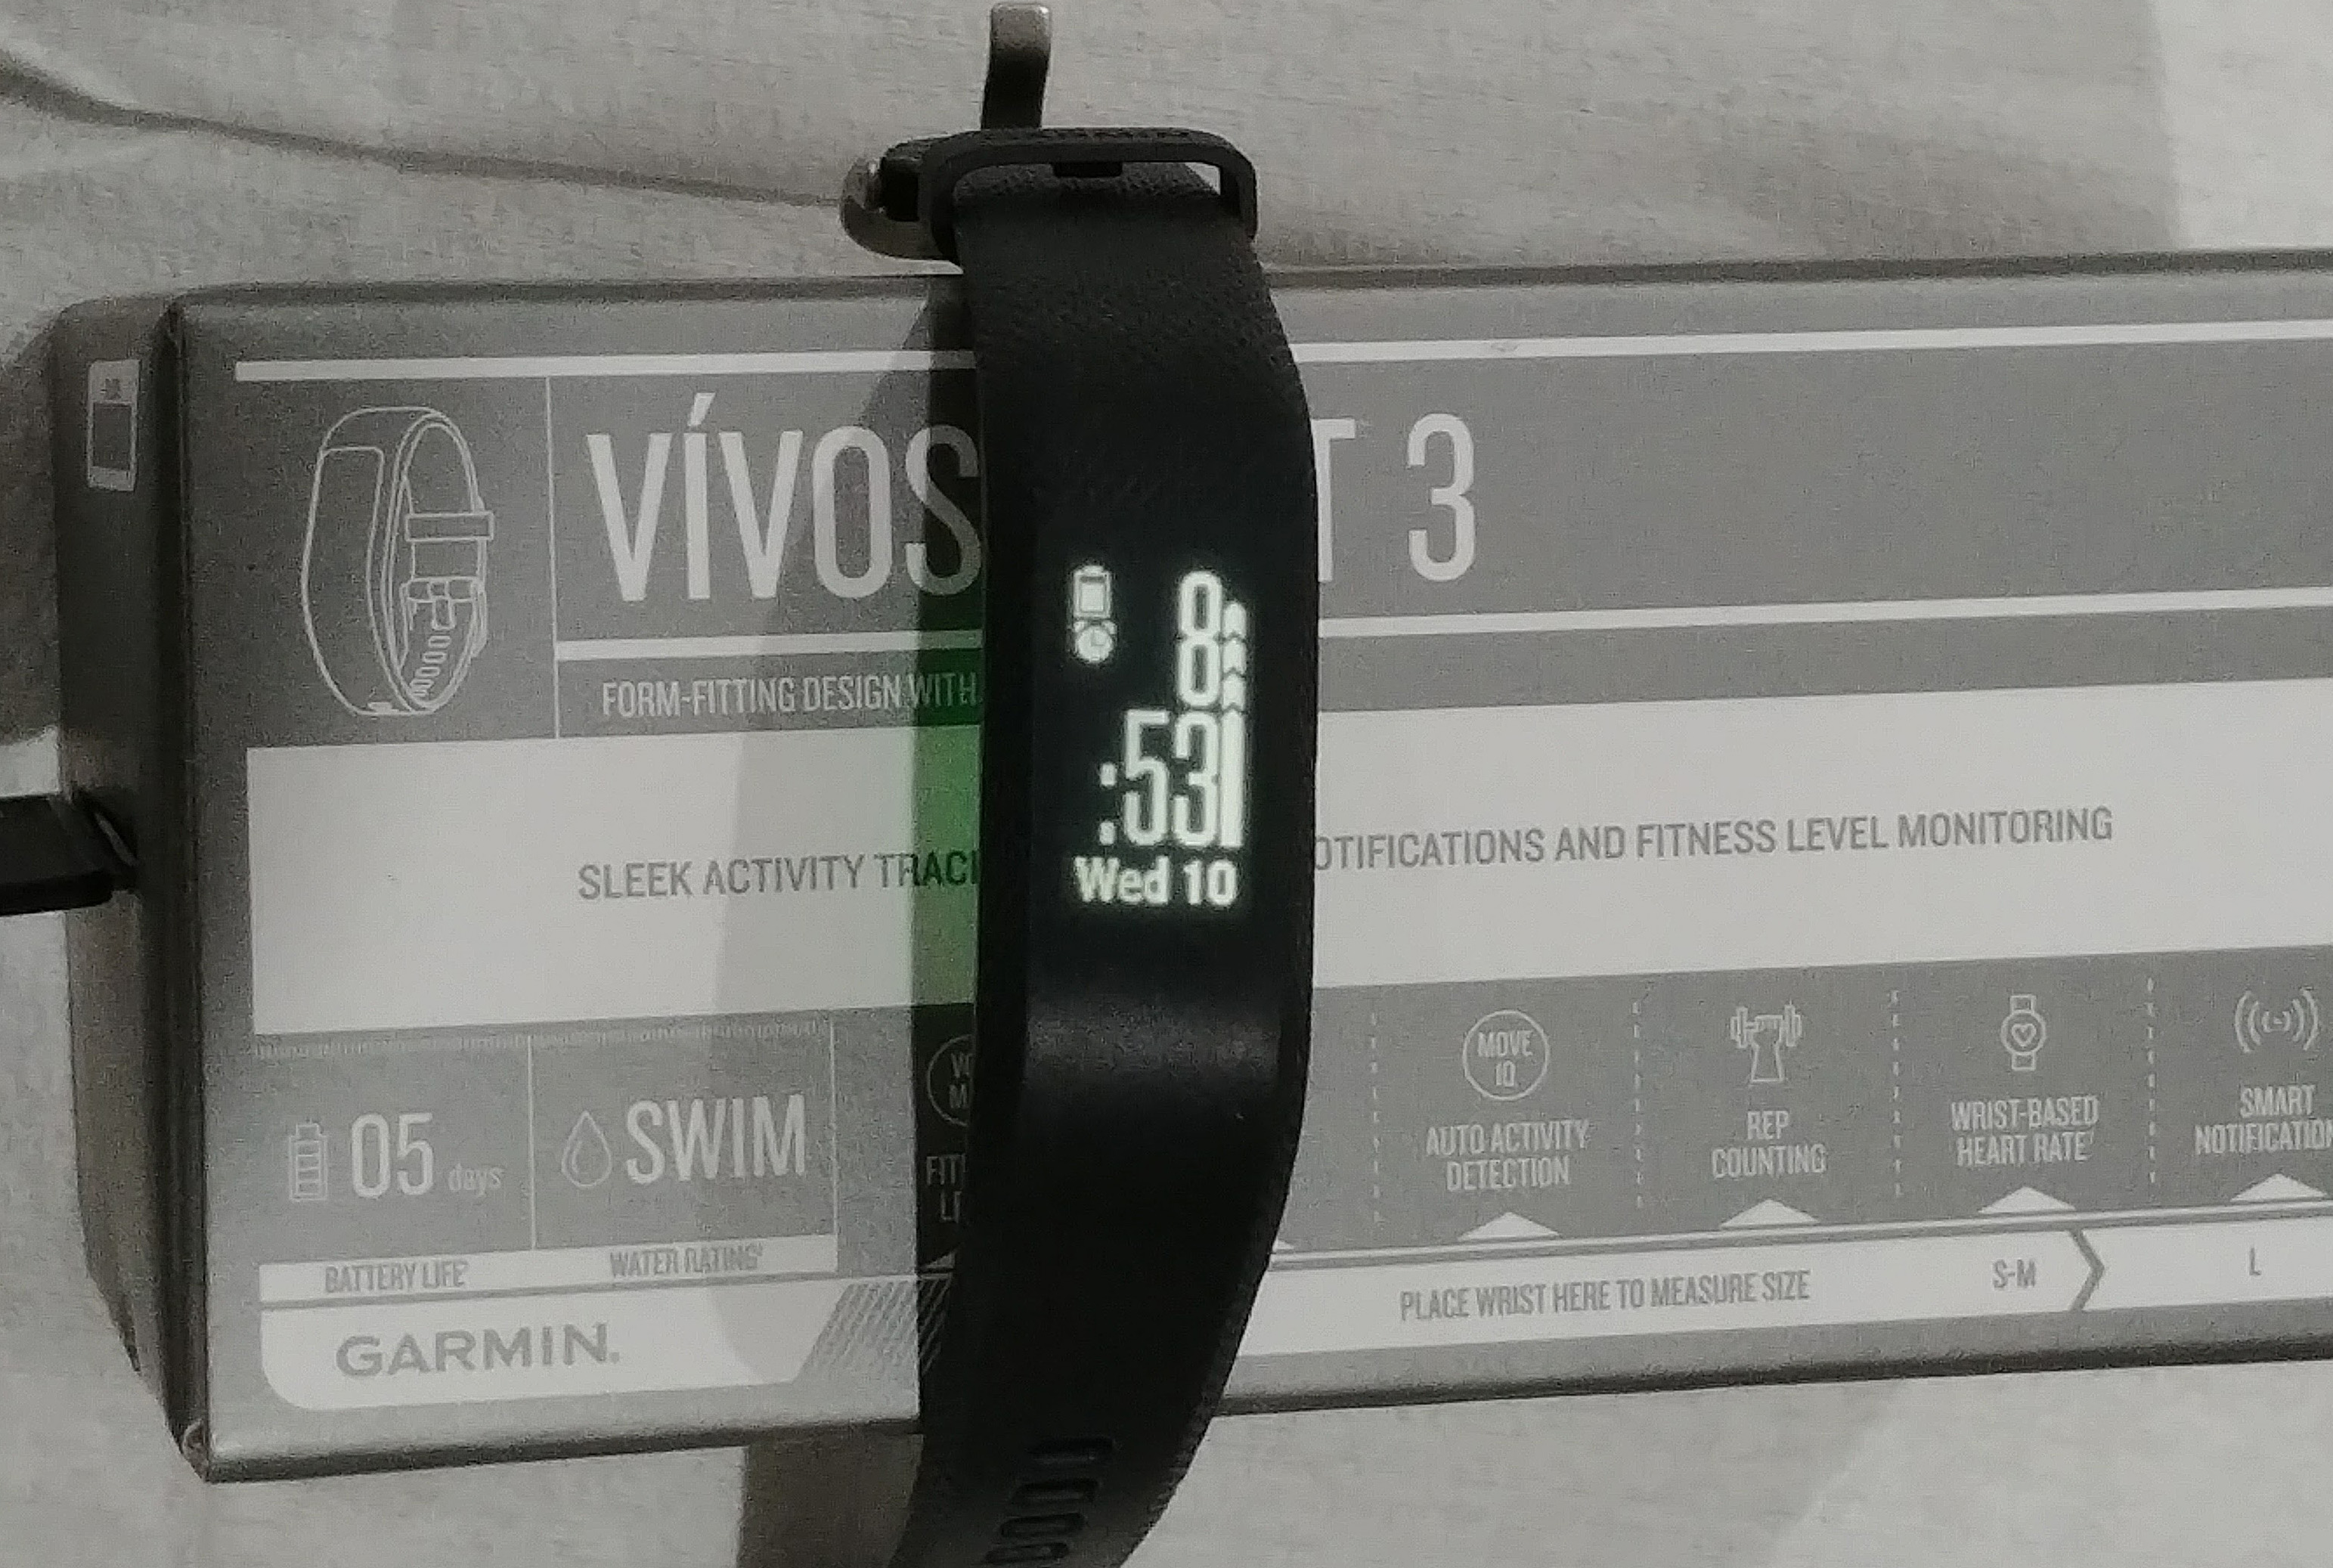 VÍVOS T 3
FORM-FITTING DESIGN WITH
8
:53
Wed 10
SLEEK ACTIVITY TRACK OTIFICATIONS AND FITNESS LEVEL MONITORING
05 days
SWIM
MOVE
IQ
AUTO ACTIVITY
DETECTION
REP
COUNTING
WRIST-BASED
HEART RATE
SMART
NOTIFICATION
BATTERY LIFE
WATER RATING
GARMIN.
PLACE WRIST HERE TO MEASURE SIZE
S-M
L